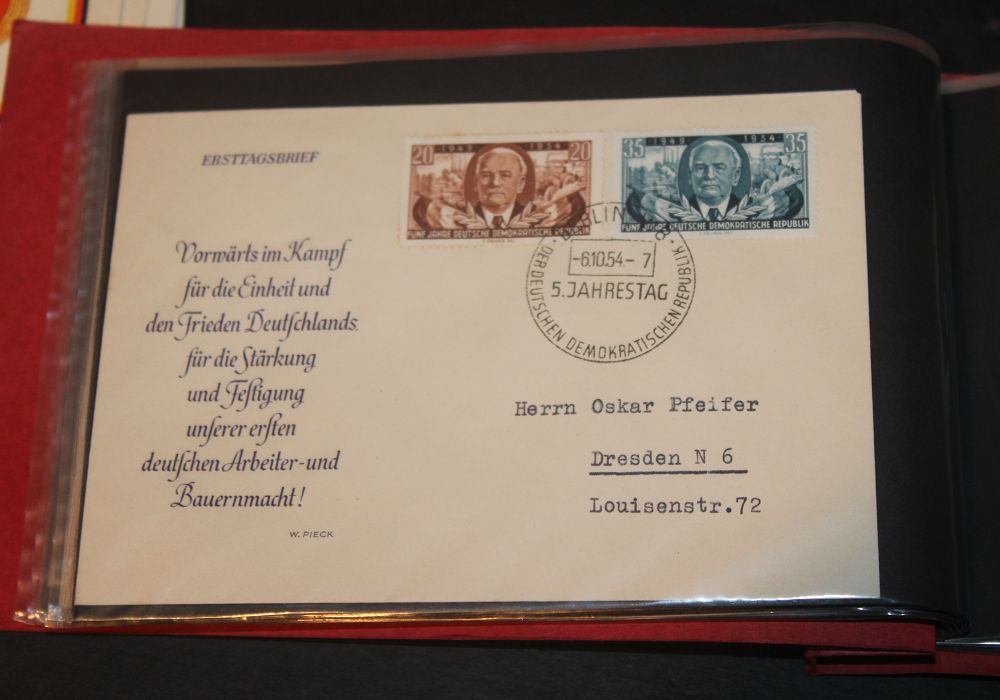 ERSTTAGSBRIEF
20 1949 1954 20
FÜNF JAHRE DEUTSCHE DEMOKRATISCHE REPUBLIK
35 1949 1954 35
FÜNF JAHRE DEUTSCHE DEMOKRATISCHE REPUBLIK
BERLIN
-6.10.54.- 7
5. JAHRESTAG
· DER DEUTSCHEN DEMOKRATISCHEN REPUBLIK ·
Vorwärts im Kampf
für die Einheit und
den Frieden Deutſchlands
für die Stärkung
und Feſtigung
unſerer erſten
deutſchen Arbeiter-und
Bauernmacht!
W. PIECK
Herrn Oskar Pfeifer
Dresden N 6
Louisenstr.72